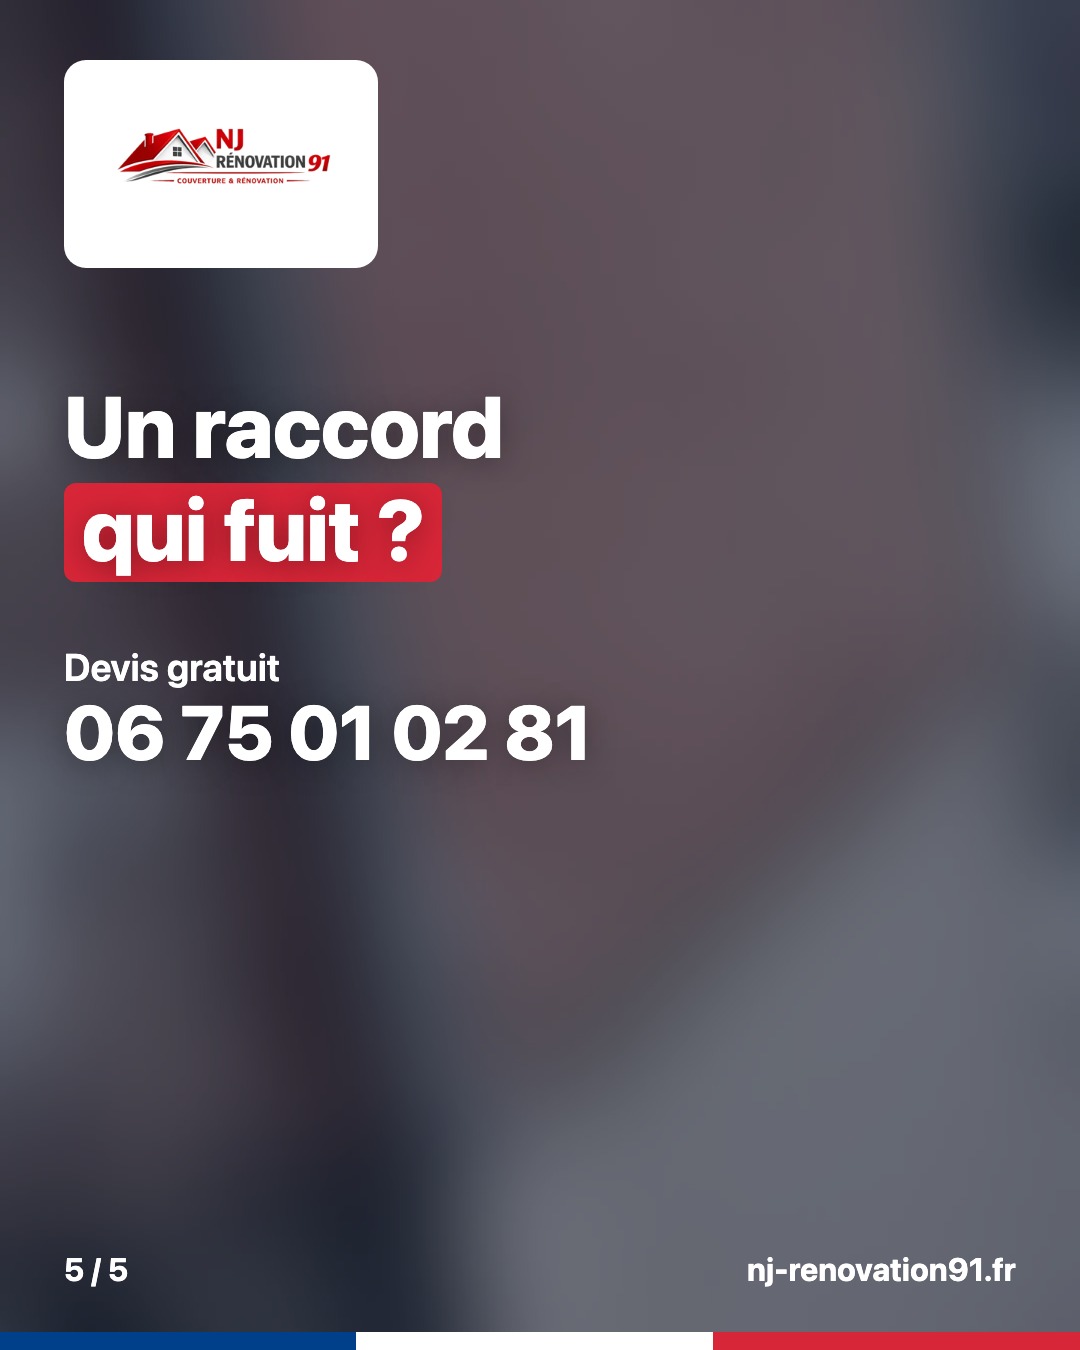 NJ
RÉNOVATION 91
COUVERTURE & RÉNOVATION
Un raccord
qui fuit ?
Devis gratuit
06 75 01 02 81
5 / 5
nj-renovation91.fr